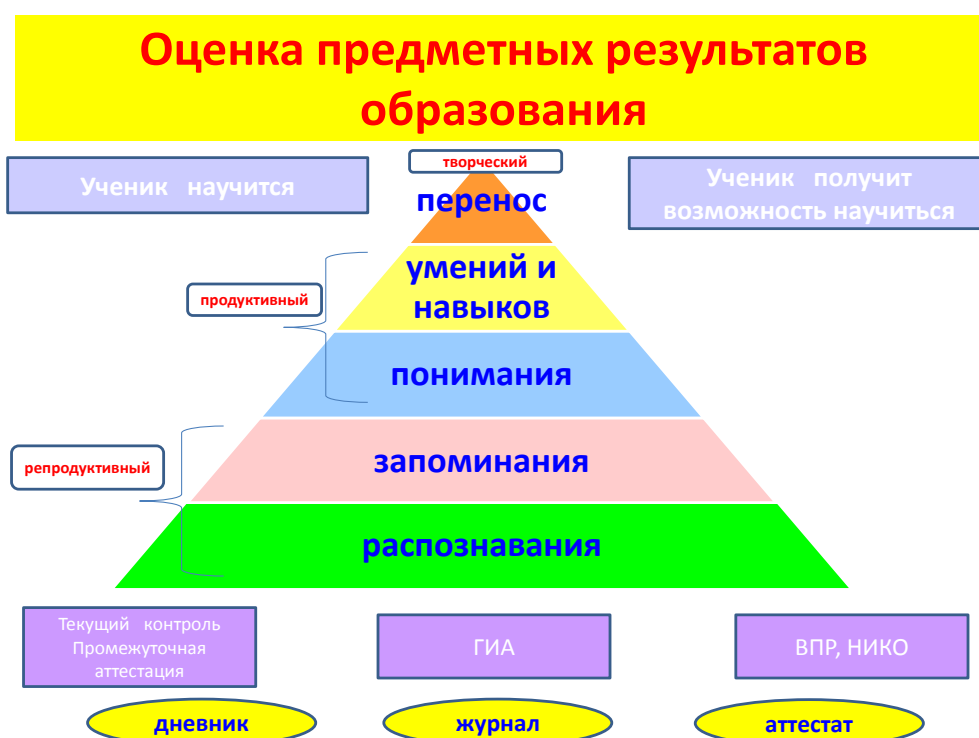 Оценка предметных результатов
образования
творческий
Ученик научится
Ученик получит
возможность научиться
перенос
умений и
навыков
продуктивный
понимания
запоминания
репродуктивный
распознавания
Текущий контроль
Промежуточная
аттестация
ГИА
ВПР, НИКО
дневник
журнал
аттестат